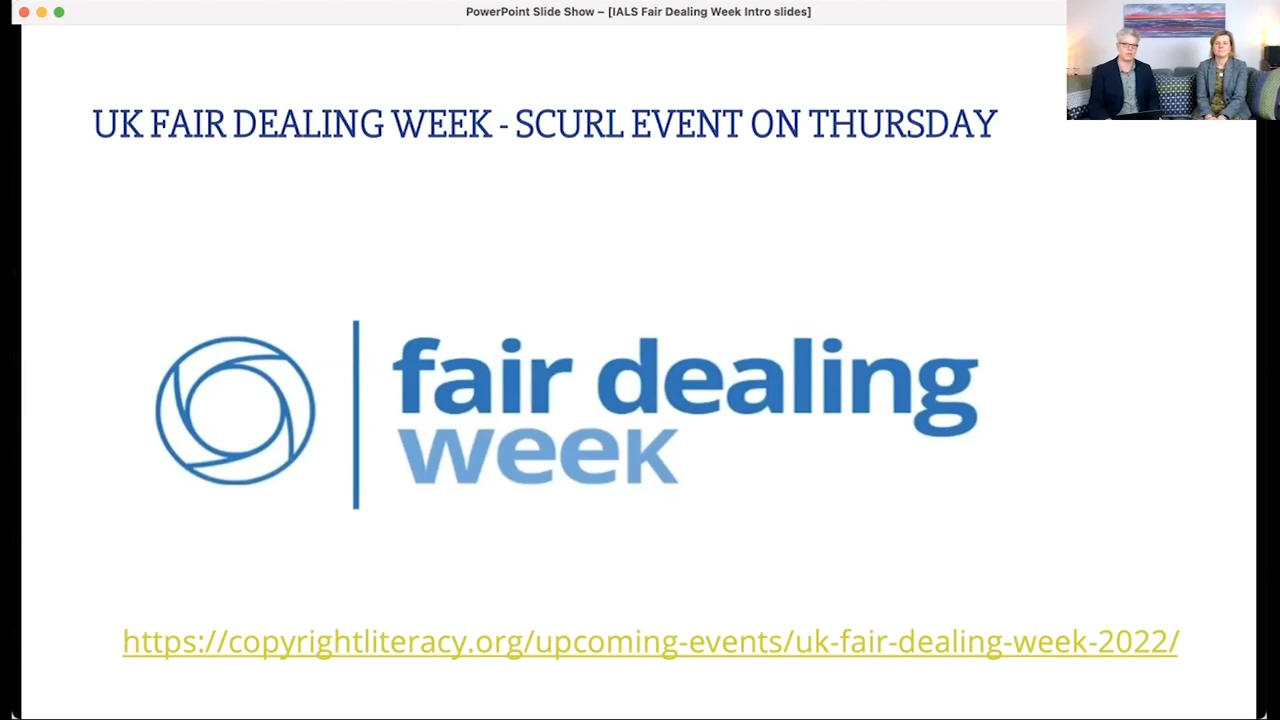 PowerPoint Slide Show – [IALS Fair Dealing Week Intro slides]
UK FAIR DEALING WEEK - SCURL EVENT ON THURSDAY
fair dealing
week
https://copyrightliteracy.org/upcoming-events/uk-fair-dealing-week-2022/